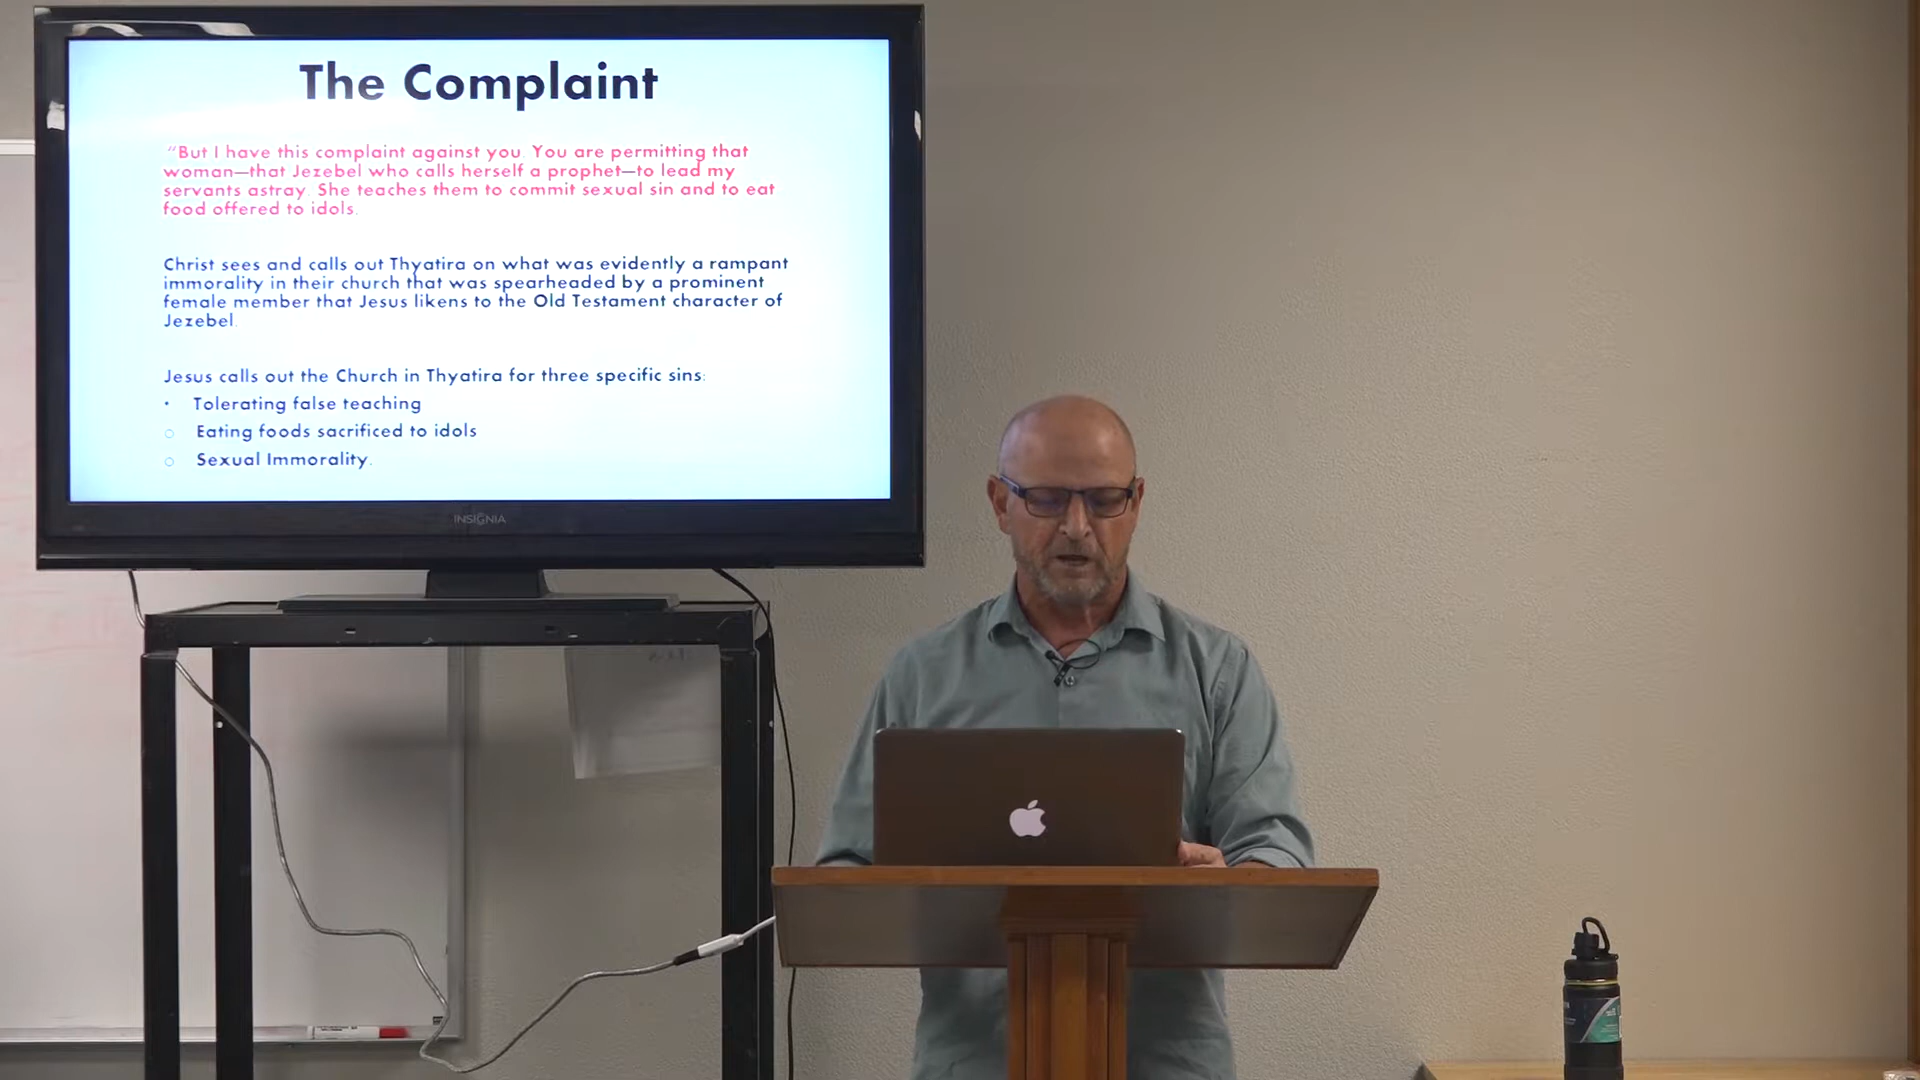 The Complaint
“But I have this complaint against you. You are permitting that
woman—that Jezebel who calls herself a prophet—to lead my
servants astray. She teaches them to commit sexual sin and to eat
food offered to idols.
Christ sees and calls out Thyatira on what was evidently a rampant
immorality in their church that was spearheaded by a prominent
female member that Jesus likens to the Old Testament character of
Jezebel.
Jesus calls out the Church in Thyatira for three specific sins:
• Tolerating false teaching
○ Eating foods sacrificed to idols
○ Sexual Immorality.
INSIGNIA